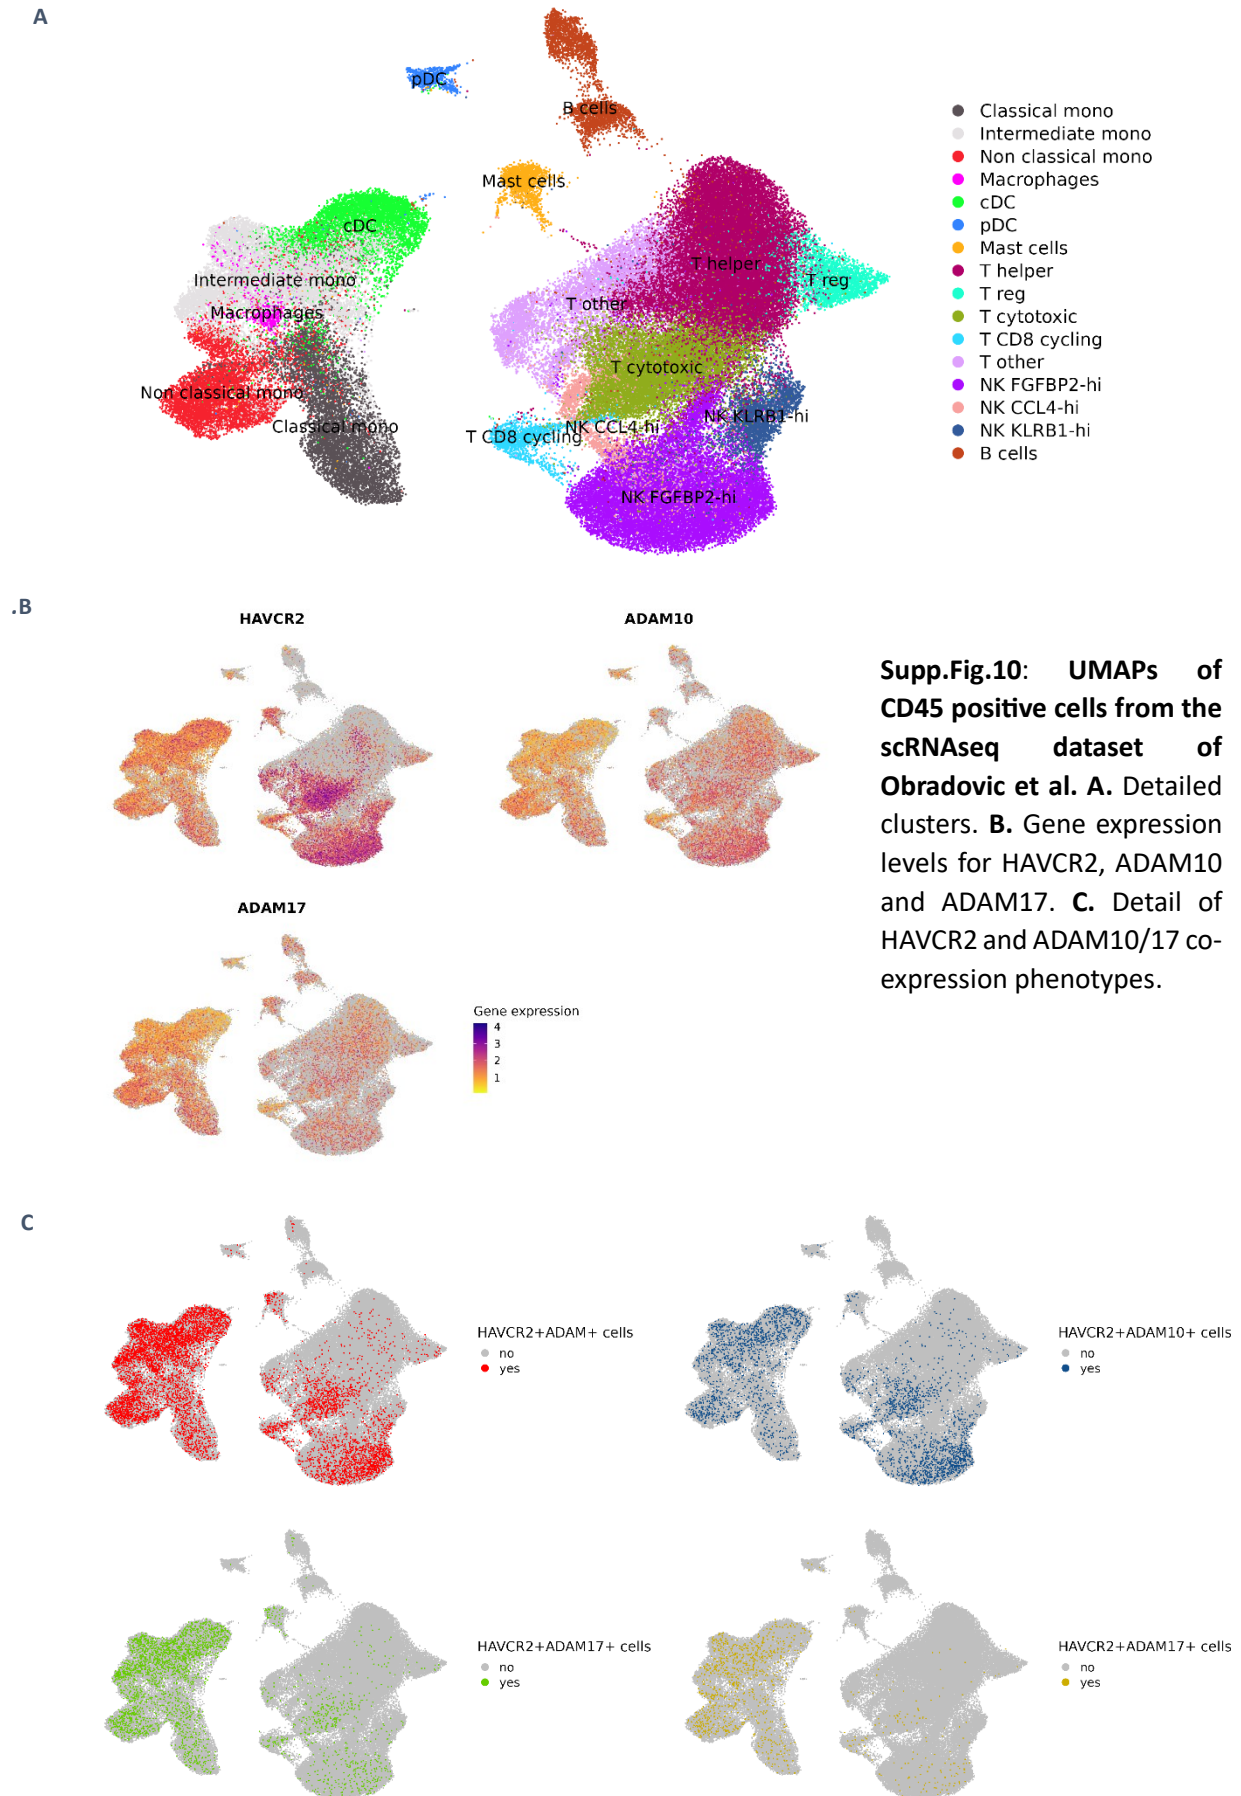 A
pDC
B cells
Mast cells
cDC
Intermediate mono
Macrophages
Non classical mono
Classical mono
T helper
T reg
T other
T cytotoxic
NK KLRB1-hi
NK CCL4-hi
T CD8 cycling
NK FGFBP2-hi
Classical mono
Intermediate mono
Non classical mono
Macrophages
cDC
pDC
Mast cells
T helper
T reg
T cytotoxic
T CD8 cycling
T other
NK FGFBP2-hi
NK CCL4-hi
NK KLRB1-hi
B cells
.B
HAVCR2
ADAM10
ADAM17
Gene expression
4
3
2
1
Supp.Fig.10: UMAPs of
CD45 positive cells from the
scRNAseq dataset of
Obradovic et al. A. Detailed
clusters. B. Gene expression
levels for HAVCR2, ADAM10
and ADAM17. C. Detail of
HAVCR2 and ADAM10/17 co-
expression phenotypes.
C
HAVCR2+ADAM+ cells
no
yes
HAVCR2+ADAM10+ cells
no
yes
HAVCR2+ADAM17+ cells
no
yes
HAVCR2+ADAM17+ cells
no
yes